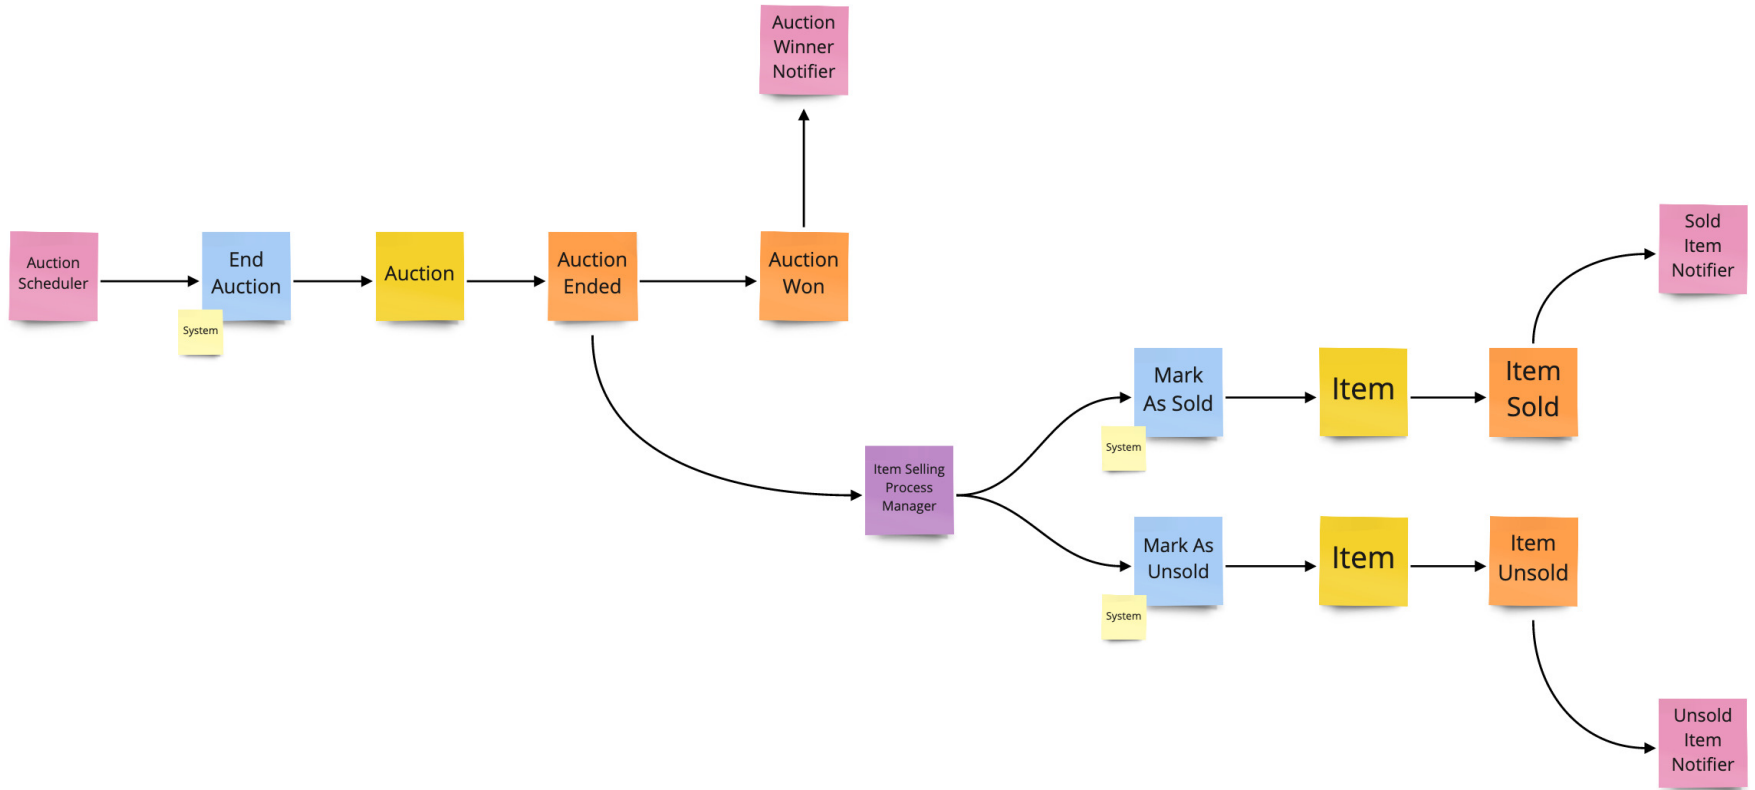 Auction
Winner
Notifier
Auction
Scheduler
End
Auction
System
Auction
Auction
Ended
Auction
Won
Item Selling
Process
Manager
Mark
As Sold
System
Item
Item
Sold
Sold
Item
Notifier
Mark As
Unsold
System
Item
Item
Unsold
Unsold
Item
Notifier